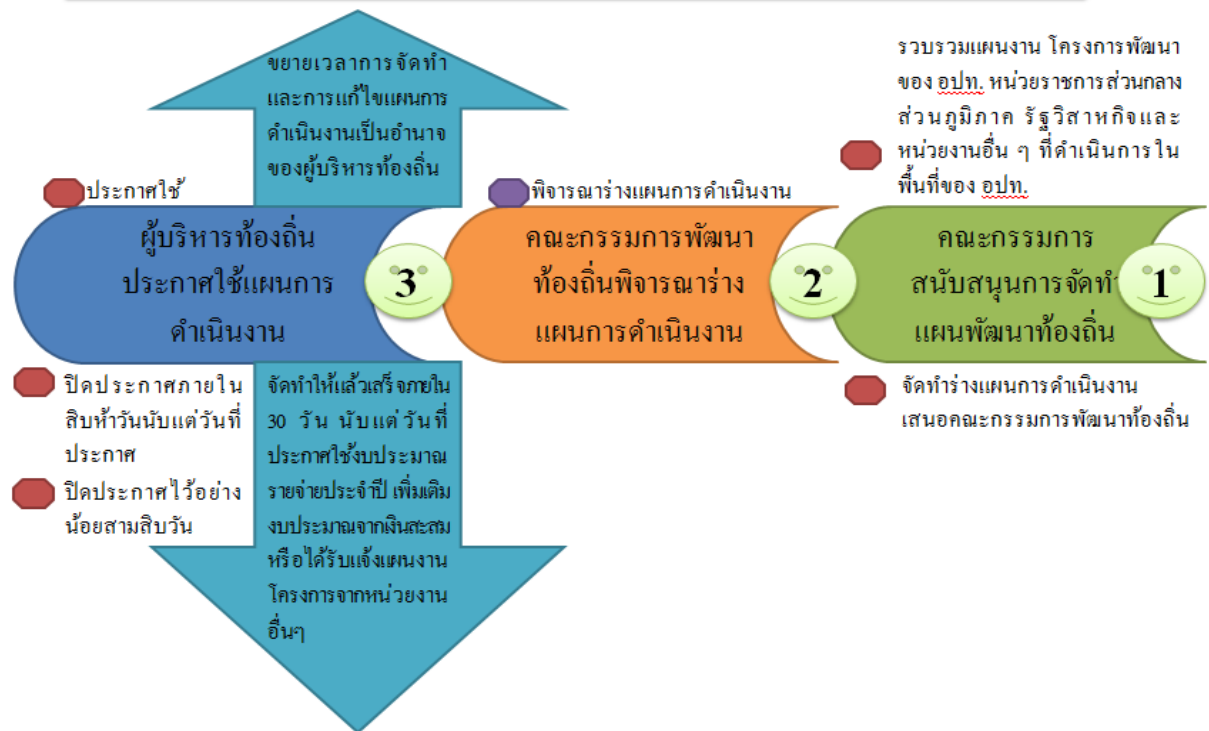 ขยายเวลาการจัดทำ
และการแก้ไขแผนการ
ดำเนินงานเป็นอำนาจ
ของผู้บริหารท้องถิ่น
รวบรวมแผนงาน โครงการพัฒนา
ของ อปท. หน่วยราชการส่วนกลาง
ส่วนภูมิภาค รัฐวิสาหกิจและ
หน่วยงานอื่น ๆ ที่ดำเนินการใน
พื้นที่ของ อปท.
ประกาศใช้
พิจารณาร่างแผนการดำเนินงาน
ผู้บริหารท้องถิ่น
ประกาศใช้แผนการ
ดำเนินงาน
3
คณะกรรมการพัฒนา
ท้องถิ่นพิจารณาร่าง
แผนการดำเนินงาน
2
คณะกรรมการ
สนับสนุนการจัดทำ
แผนพัฒนาท้องถิ่น
1
ปิดประกาศภายใน
สิบห้าวันนับแต่วันที่
ประกาศ
ปิดประกาศไว้อย่าง
น้อยสามสิบวัน
จัดทำให้แล้วเสร็จภายใน
30 วัน นับแต่วันที่
ประกาศใช้งบประมาณ
รายจ่ายประจำปี เพิ่มเติม
งบประมาณจากเงินสะสม
หรือได้รับแจ้งแผนงาน
โครงการจากหน่วยงาน
อื่นๆ
จัดทำร่างแผนการดำเนินงาน
เสนอคณะกรรมการพัฒนาท้องถิ่น